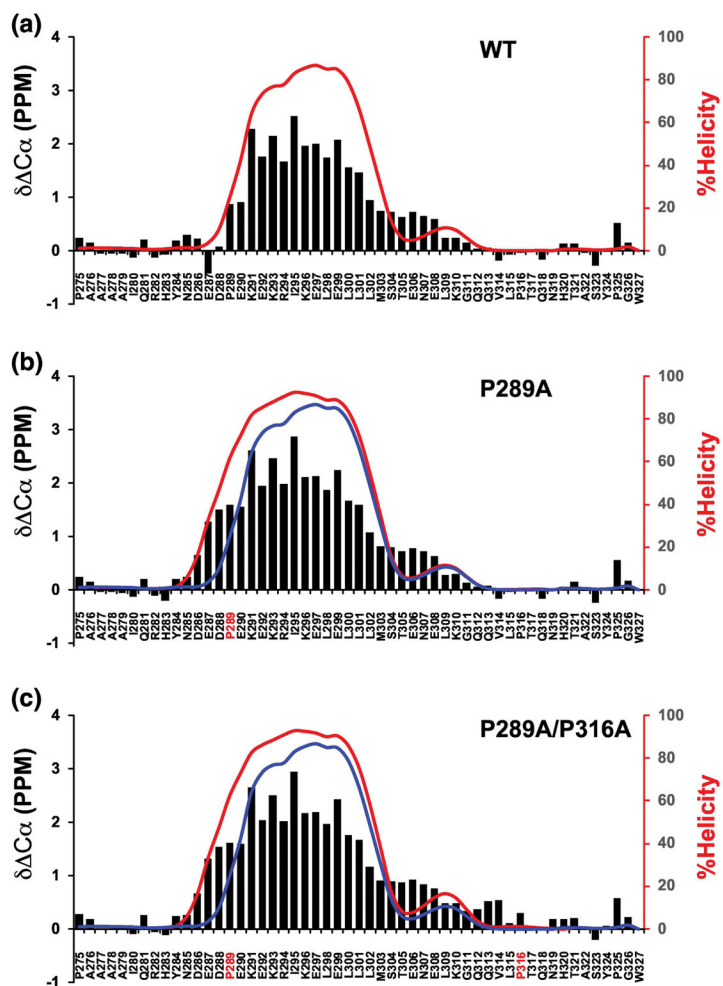 (a)
WT
δΔCα (PPM)
4
3
2
1
0
-1
100
80
60
40
20
0
%Helicity
P275 A276 A277 A278 A279 I280 Q281 R282 H283 Y284 N285 D286 E287 D288 P289 E290 K291 E292 K293 R294 I295 K296 E297 L298 E299 L300 L301 L302 M303 S304 T305 E306 N307 E308 L309 K310 G311 Q312 Q313 V314 L315 P316 T317 Q318 N319 H320 T321 A322 S323 Y324 P325 G326 W327
(b)
P289A
δΔCα (PPM)
4
3
2
1
0
-1
100
80
60
40
20
0
%Helicity
P275 A276 A277 A278 A279 I280 Q281 R282 H283 Y284 N285 D286 E287 D288 P289 E290 K291 E292 K293 R294 I295 K296 E297 L298 E299 L300 L301 L302 M303 S304 T305 E306 N307 E308 L309 K310 G311 Q312 Q313 V314 L315 P316 T317 Q318 N319 H320 T321 A322 S323 Y324 P325 G326 W327
(c)
P289A/P316A
δΔCα (PPM)
4
3
2
1
0
-1
100
80
60
40
20
0
%Helicity
P275 A276 A277 A278 A279 I280 Q281 R282 H283 Y284 N285 D286 E287 D288 P289 E290 K291 E292 K293 R294 I295 K296 E297 L298 E299 L300 L301 L302 M303 S304 T305 E306 N307 E308 L309 K310 G311 Q312 Q313 V314 L315 P316 T317 Q318 N319 H320 T321 A322 S323 Y324 P325 G326 W327